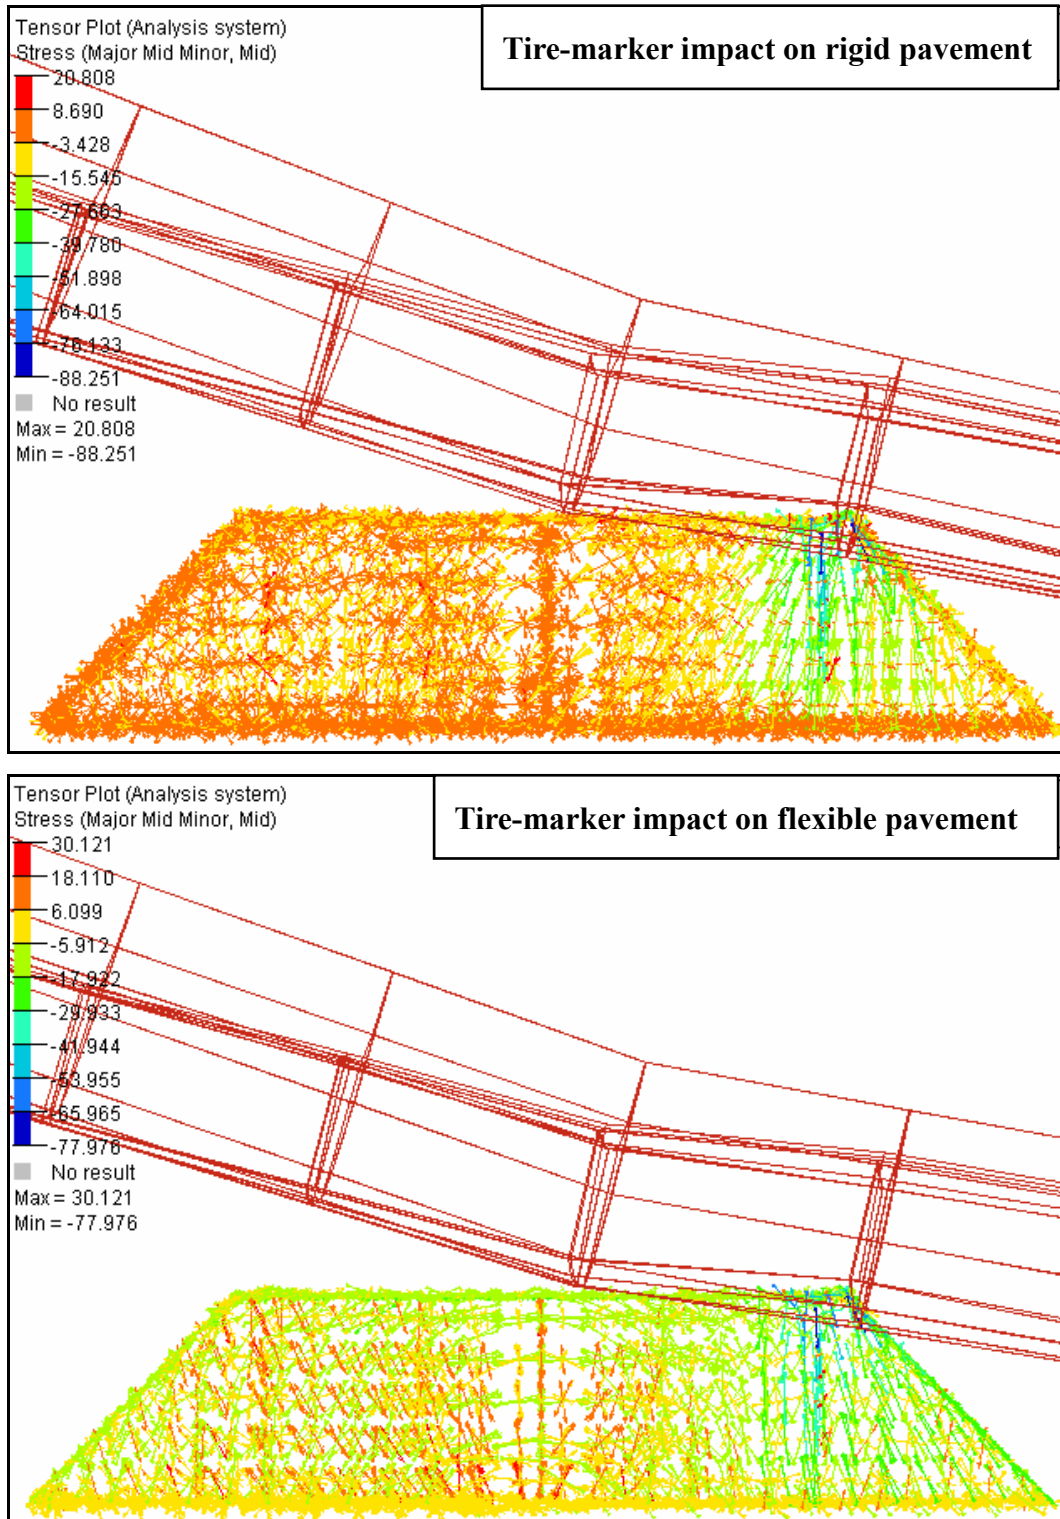 Tensor Plot (Analysis system)
Stress (Major Mid Minor, Mid)
Tire-marker impact on rigid pavement
20.808
8.690
-3.428
-15.545
-27.663
-39.780
-51.898
-64.015
-76.133
-88.251
No result
Max = 20.808
Min = -88.251
Tensor Plot (Analysis system)
Stress (Major Mid Minor, Mid)
Tire-marker impact on flexible pavement
30.121
18.110
6.099
-5.912
-17.922
-29.933
-41.944
-53.955
-65.965
-77.976
No result
Max = 30.121
Min = -77.976